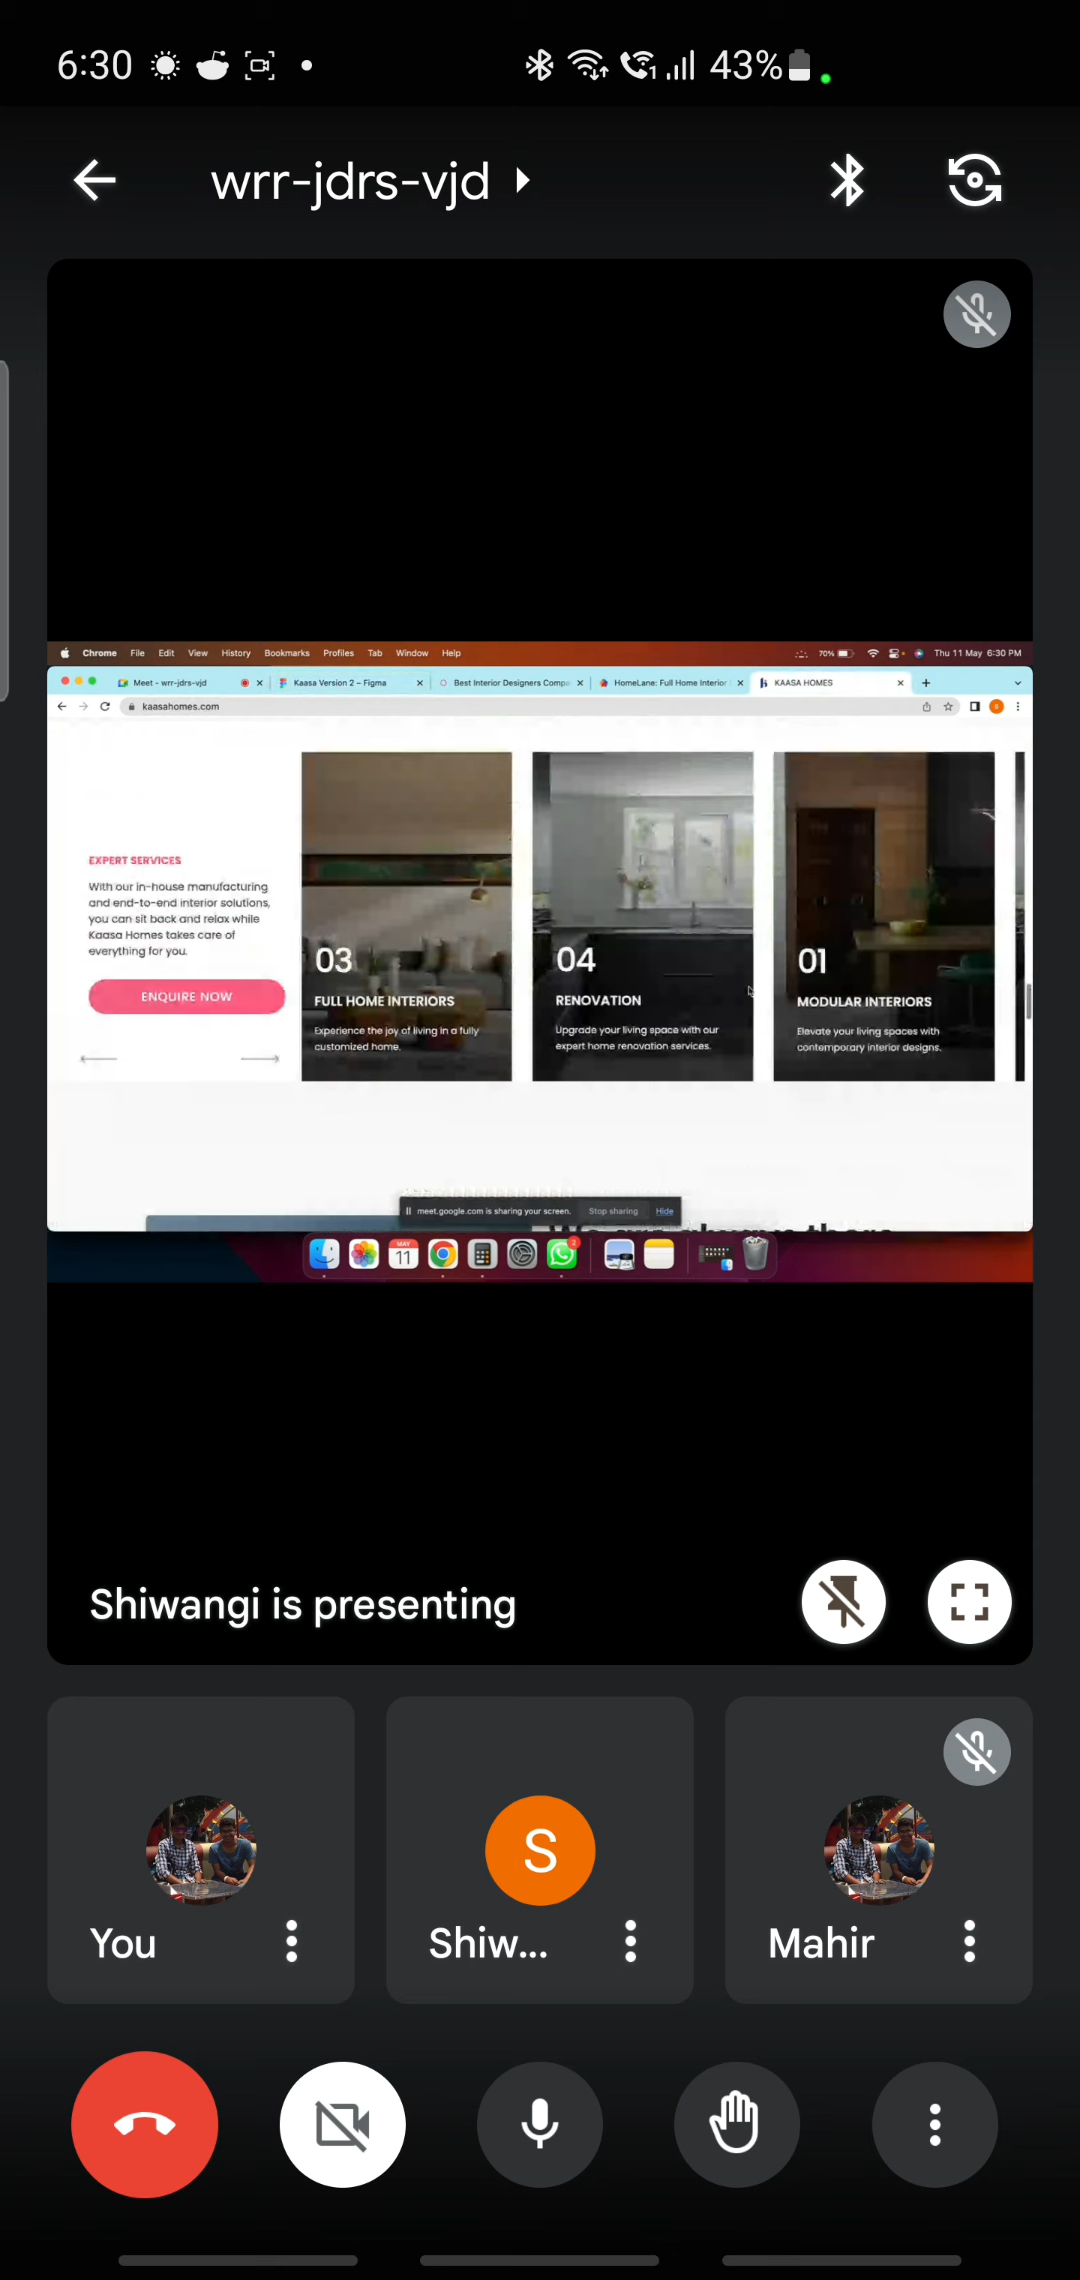 6:30
43%
wrr-jdrs-vjd
Chrome File Edit View History Bookmarks Profiles Tab Window Help
70%
Thu 11 May 6:30 PM
Meet - wrr-jdrs-vjd
Kaasa Version 2 – Figma
Best Interior Designers Compa
HomeLane: Full Home Interior
KAASA HOMES
kaasahomes.com
EXPERT SERVICES
With our in-house manufacturing
and end-to-end interior solutions,
you can sit back and relax while
Kaasa Homes takes care of
everything for you.
ENQUIRE NOW
03
FULL HOME INTERIORS
Experience the joy of living in a fully
customized home.
04
RENOVATION
Upgrade your living space with our
expert home renovation services.
01
MODULAR INTERIORS
Elevate your living spaces with
contemporary interior designs.
meet.google.com is sharing your screen.
Stop sharing
Hide
MAY
11
2
Shiwangi is presenting
S
You
Shiw...
Mahir